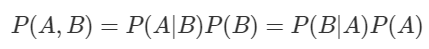 P(A, B) = P(A|B)P(B) = P(B|A)P(A)